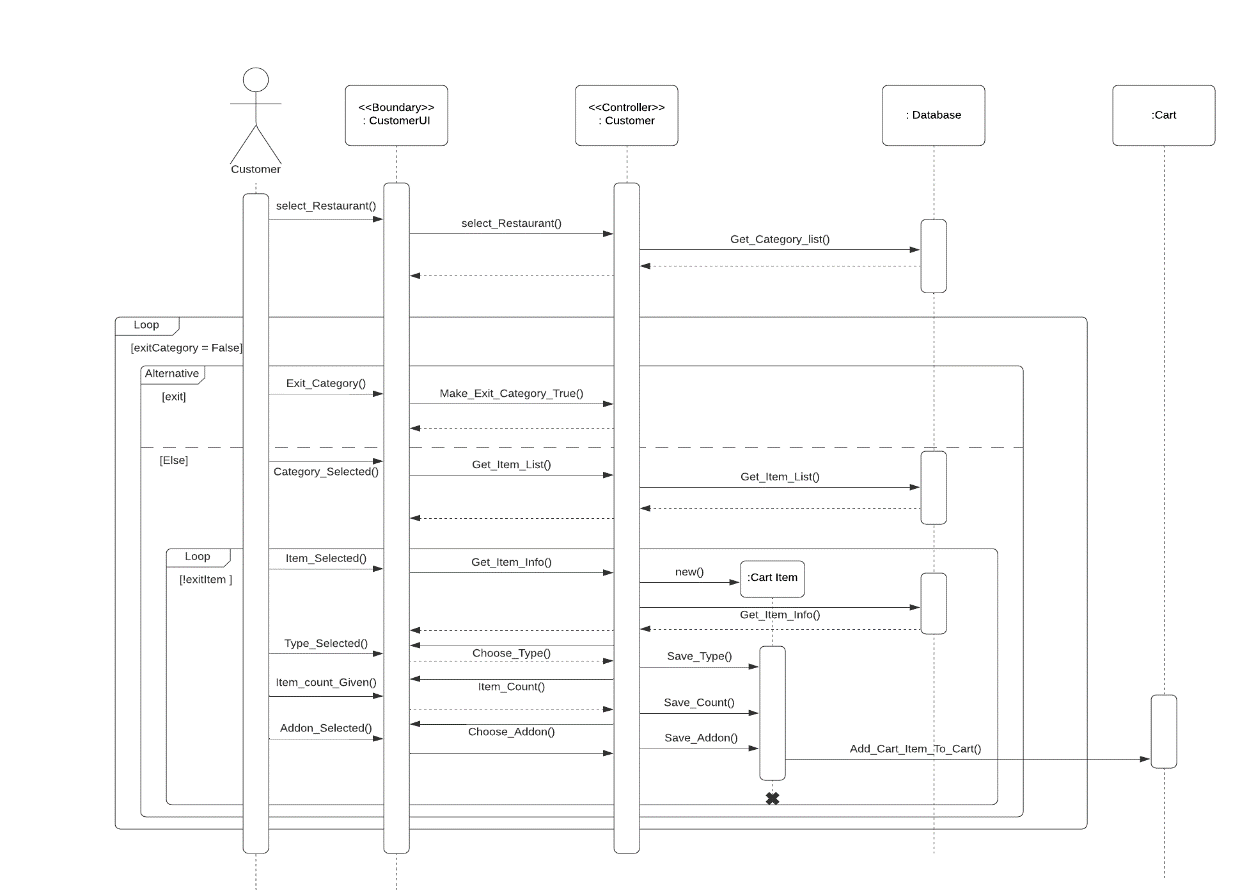 <<Boundary>>
: CustomerUI
<<Controller>>
: Customer
: Database
:Cart
Customer
select_Restaurant()
select_Restaurant()
Get_Category_list()
Loop
[exitCategory = False]
Alternative
[exit]
Exit_Category()
Make_Exit_Category_True()
[Else]
Category_Selected()
Get_Item_List()
Get_Item_List()
Loop
[!exitItem ]
Item_Selected()
Get_Item_Info()
new()
:Cart Item
Get_Item_Info()
Type_Selected()
Choose_Type()
Save_Type()
Item_count_Given()
Item_Count()
Save_Count()
Addon_Selected()
Choose_Addon()
Save_Addon()
Add_Cart_Item_To_Cart()